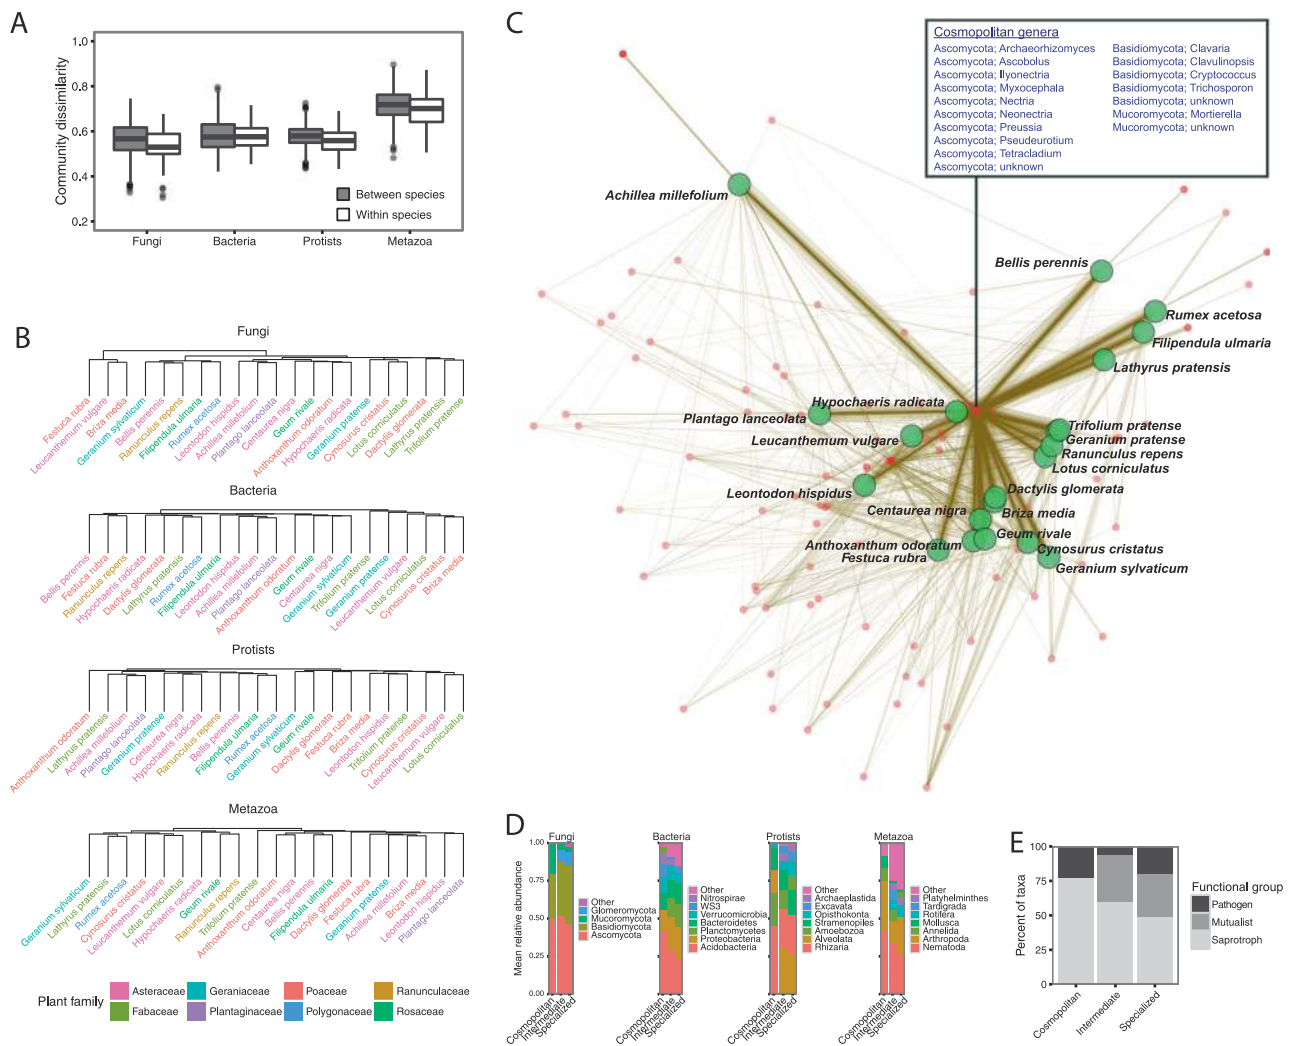 A
1.0
0.8
0.6
0.4
0.2
Community dissimilarity
Between species
Within species
Fungi
Bacteria
Protists
Metazoa
B
Fungi
Festuca rubra
Leucanthemum vulgare
Briza media
Geranium sylvaticum
Bellis perennis
Ranunculus repens
Filipendula ulmaria
Rumex acetosa
Leontodon hispidus
Achillea millefolium
Plantago lanceolata
Centaurea nigra
Geum rivale
Anthoxanthum odoratum
Hypochaeris radicata
Geranium pratense
Cynosurus cristatus
Lotus corniculatus
Dactylis glomerata
Lathyrus pratensis
Trifolium pratense
Bacteria
Bellis perennis
Festuca rubra
Ranunculus repens
Hypochaeris radicata
Dactylis glomerata
Lathyrus pratensis
Rumex acetosa
Filipendula ulmaria
Leontodon hispidus
Achillea millefolium
Plantago lanceolata
Anthoxanthum odoratum
Geum rivale
Centaurea nigra
Geranium sylvaticum
Trifolium pratense
Geranium pratense
Leucanthemum vulgare
Lotus corniculatus
Cynosurus cristatus
Briza media
Protists
Anthoxanthum odoratum
Lathyrus pratensis
Achillea millefolium
Plantago lanceolata
Geranium pratense
Centaurea nigra
Hypochaeris radicata
Ranunculus repens
Bellis perennis
Filipendula ulmaria
Rumex acetosa
Geranium sylvaticum
Geum rivale
Dactylis glomerata
Festuca rubra
Briza media
Leontodon hispidus
Trifolium pratense
Cynosurus cristatus
Leucanthemum vulgare
Lotus corniculatus
Metazoa
Geranium sylvaticum
Lathyrus pratensis
Rumex acetosa
Cynosurus cristatus
Leucanthemum vulgare
Lotus corniculatus
Hypochaeris radicata
Geum rivale
Ranunculus repens
Trifolium pratense
Anthoxanthum odoratum
Centaurea nigra
Bellis perennis
Filipendula ulmaria
Dactylis glomerata
Festuca rubra
Geranium pratense
Achillea millefolium
Briza media
Leontodon hispidus
Plantago lanceolata
Plant family
Asteraceae
Geraniaceae
Poaceae
Ranunculaceae
Fabaceae
Plantaginaceae
Polygonaceae
Rosaceae
C
Cosmopolitan genera
Ascomycota; Archaeorhizomyces
Ascomycota; Ascobolus
Ascomycota; Ilyonectria
Ascomycota; Myxocephala
Ascomycota; Nectria
Ascomycota; Neonectria
Ascomycota; Preussia
Ascomycota; Pseudeurotium
Ascomycota; Tetracladium
Ascomycota; unknown
Basidiomycota; Clavaria
Basidiomycota; Clavulinopsis
Basidiomycota; Cryptococcus
Basidiomycota; Trichosporon
Basidiomycota; unknown
Mucoromycota; Mortierella
Mucoromycota; unknown
Achillea millefolium
Bellis perennis
Rumex acetosa
Filipendula ulmaria
Lathyrus pratensis
Hypochaeris radicata
Plantago lanceolata
Leucanthemum vulgare
Trifolium pratense
Geranium pratense
Ranunculus repens
Lotus corniculatus
Leontodon hispidus
Dactylis glomerata
Centaurea nigra
Briza media
Geum rivale
Anthoxanthum odoratum
Cynosurus cristatus
Festuca rubra
Geranium sylvaticum
D
Mean relative abundance
1.00
0.75
0.50
0.25
0.00
Fungi
Other
Glomeromycota
Mucoromycota
Basidiomycota
Ascomycota
Cosmopolitan
Intermediate
Specialized
Bacteria
Other
Nitrospirae
WS3
Verrucomicrobia
Bacteroidetes
Planctomycetes
Proteobacteria
Acidobacteria
Cosmopolitan
Intermediate
Specialized
Protists
Other
Archaeplastida
Excavata
Opisthokonta
Stramenopiles
Amoebozoa
Alveolata
Rhizaria
Cosmopolitan
Intermediate
Specialized
Metazoa
Other
Platyhelminthes
Tardigrada
Rotifera
Mollusca
Annelida
Arthropoda
Nematoda
Cosmopolitan
Intermediate
Specialized
E
Percent of taxa
100
75
50
25
0
Cosmopolitan
Intermediate
Specialized
Functional group
Pathogen
Mutualist
Saprotroph